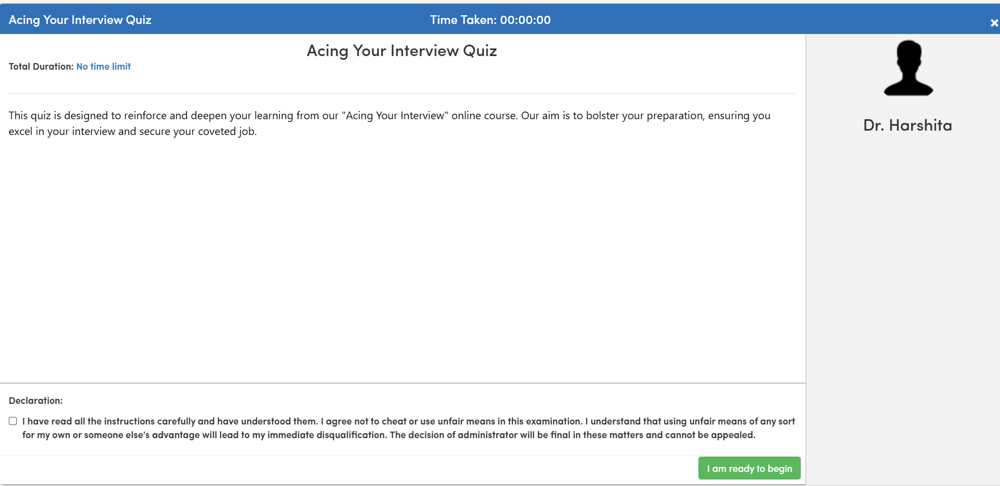 Acing Your Interview Quiz
Time Taken: 00:00:00
×
Acing Your Interview Quiz
Total Duration: No time limit
This quiz is designed to reinforce and deepen your learning from our "Acing Your Interview" online course. Our aim is to bolster your preparation, ensuring you
excel in your interview and secure your coveted job.
Dr. Harshita
Declaration:
I have read all the instructions carefully and have understood them. I agree not to cheat or use unfair means in this examination. I understand that using unfair means of any sort
for my own or someone else’s advantage will lead to my immediate disqualification. The decision of administrator will be final in these matters and cannot be appealed.
I am ready to begin